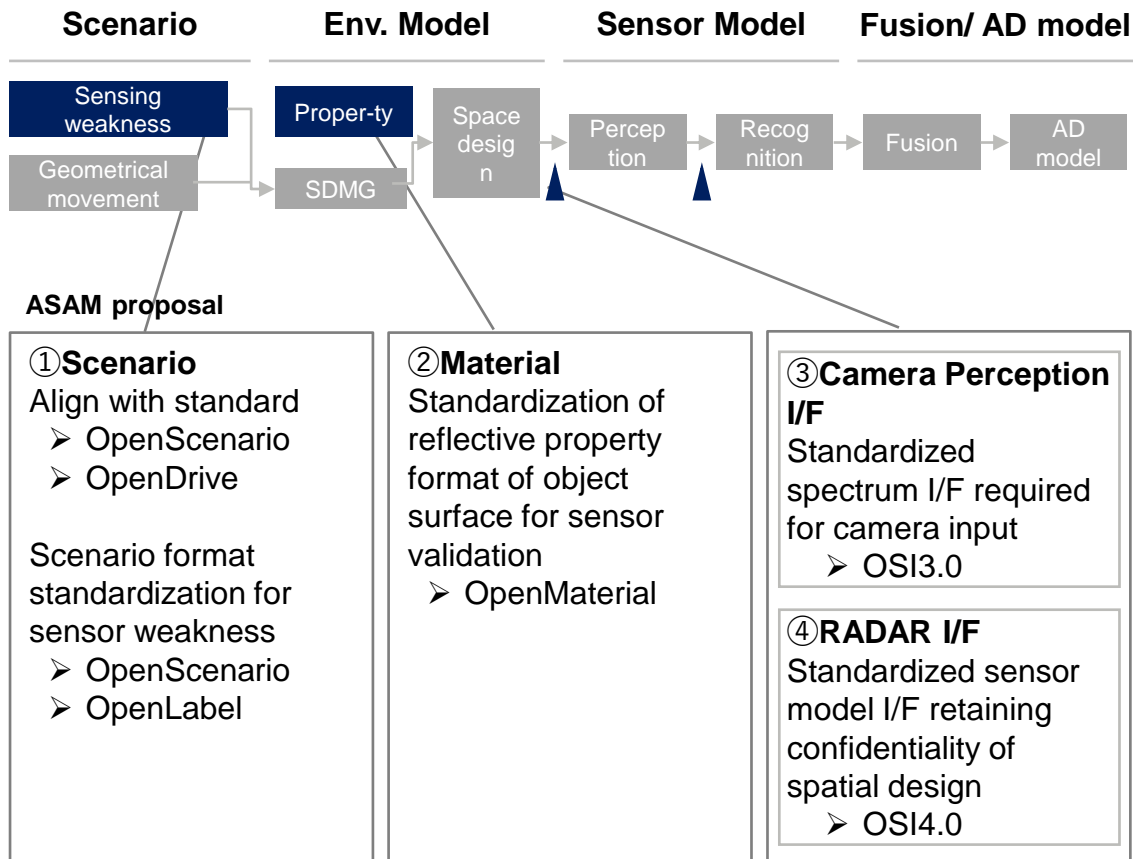 Scenario
Env. Model
Sensor Model
Fusion/ AD model
Sensing
weakness
Geometrical
movement
Proper-ty
SDMG
Space
desig
n
Percep
tion
Recog
nition
Fusion
AD
model
ASAM proposal
①Scenario
Align with standard
➢ OpenScenario
➢ OpenDrive
Scenario format
standardization for
sensor weakness
➢ OpenScenario
➢ OpenLabel
②Material
Standardization of
reflective property
format of object
surface for sensor
validation
➢ OpenMaterial
③Camera Perception
I/F
Standardized
spectrum I/F required
for camera input
➢ OSI3.0
④RADAR I/F
Standardized sensor
model I/F retaining
confidentiality of
spatial design
➢ OSI4.0